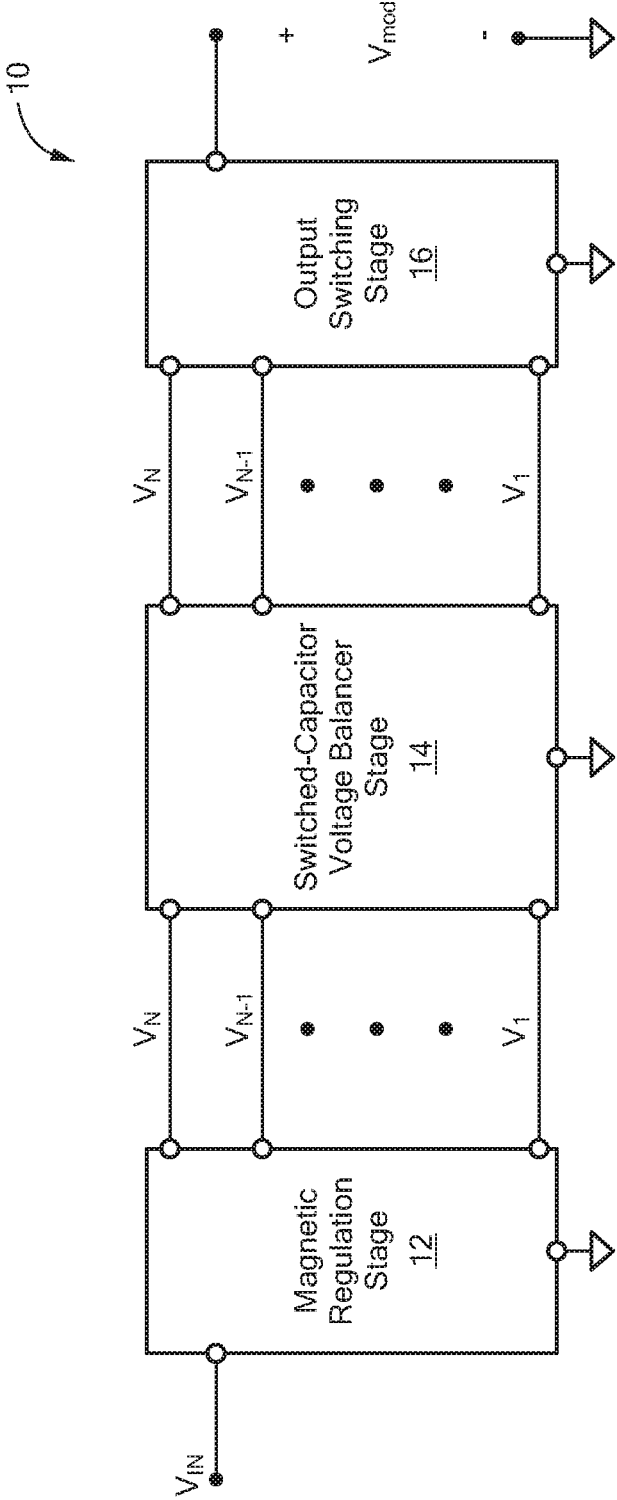 10
V_IN
Magnetic
Regulation
Stage
12
V_N
V_N-1
V_1
Switched-Capacitor
Voltage Balancer
Stage
14
V_N
V_N-1
V_1
Output
Switching
Stage
16
+
V_mod
-